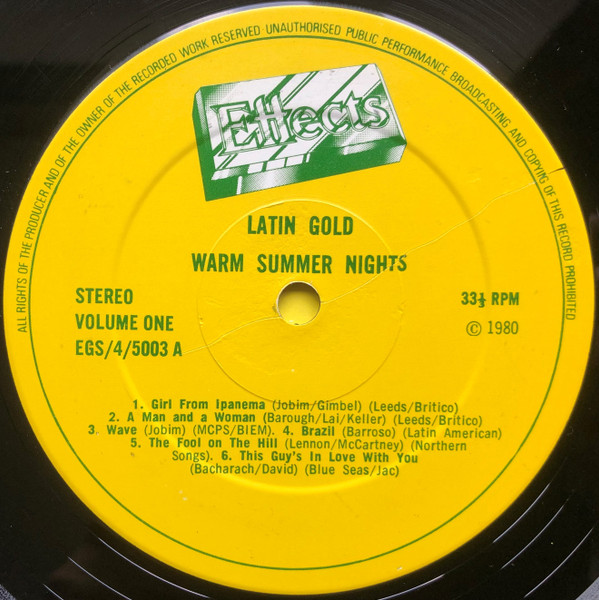 ALL RIGHTS OF THE PRODUCER AND OF THE OWNER OF THE RECORDED WORK RESERVED UNAUTHORISED PUBLIC PERFORMANCE BROADCASTING AND COPYING OF THIS RECORD PROHIBITED
Effects
LATIN GOLD
WARM SUMMER NIGHTS
STEREO
VOLUME ONE
EGS/4/5003 A
33⅓ RPM
© 1980
1. Girl From Ipanema (Jobim/Gimbel) (Leeds/Britico)
2. A Man and a Woman (Barough/Lai/Keller) (Leeds/Britico)
3. Wave (Jobim) (MCPS/BIEM). 4. Brazil (Barroso) (Latin American)
5. The Fool on The Hill (Lennon/McCartney) (Northern
Songs). 6. This Guy's In Love With You
(Bacharach/David) (Blue Seas/Jac)